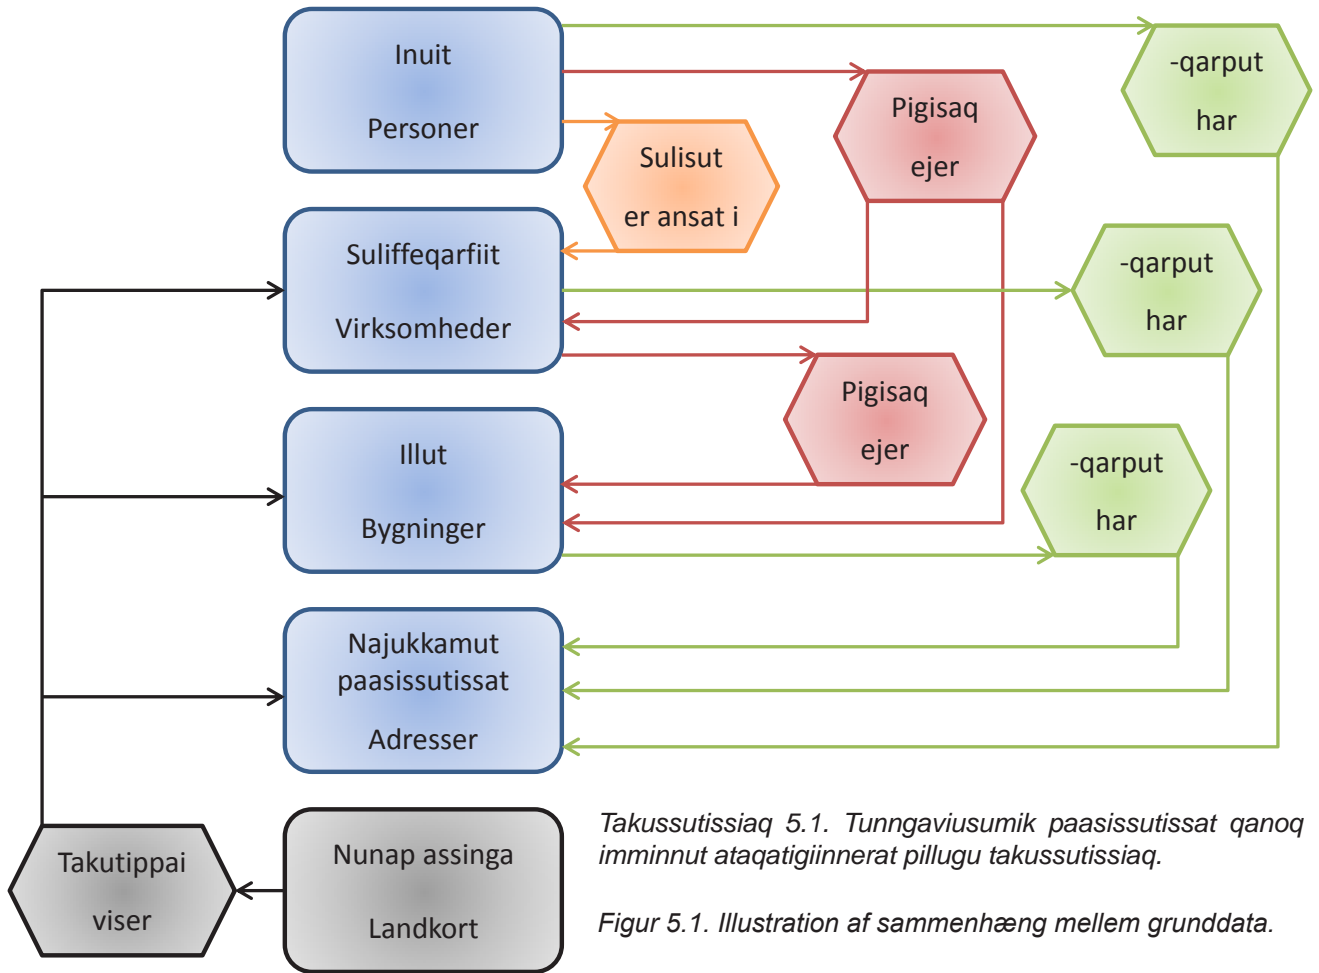 Inuit
Personer
-qarput
har
Pigisaq
ejer
Sulisut
er ansat i
Suliffeqarfiit
Virksomheder
-qarput
har
Pigisaq
ejer
Illut
Bygninger
-qarput
har
Najukkamut
paasissutissat
Adresser
Takutippai
viser
Nunap assinga
Landkort
Takussutissiaq 5.1. Tunngaviusumik paasissutissat qanoq
imminnut ataqatigiinnerat pillugu takussutissiaq.
Figur 5.1. Illustration af sammenhæng mellem grunddata.